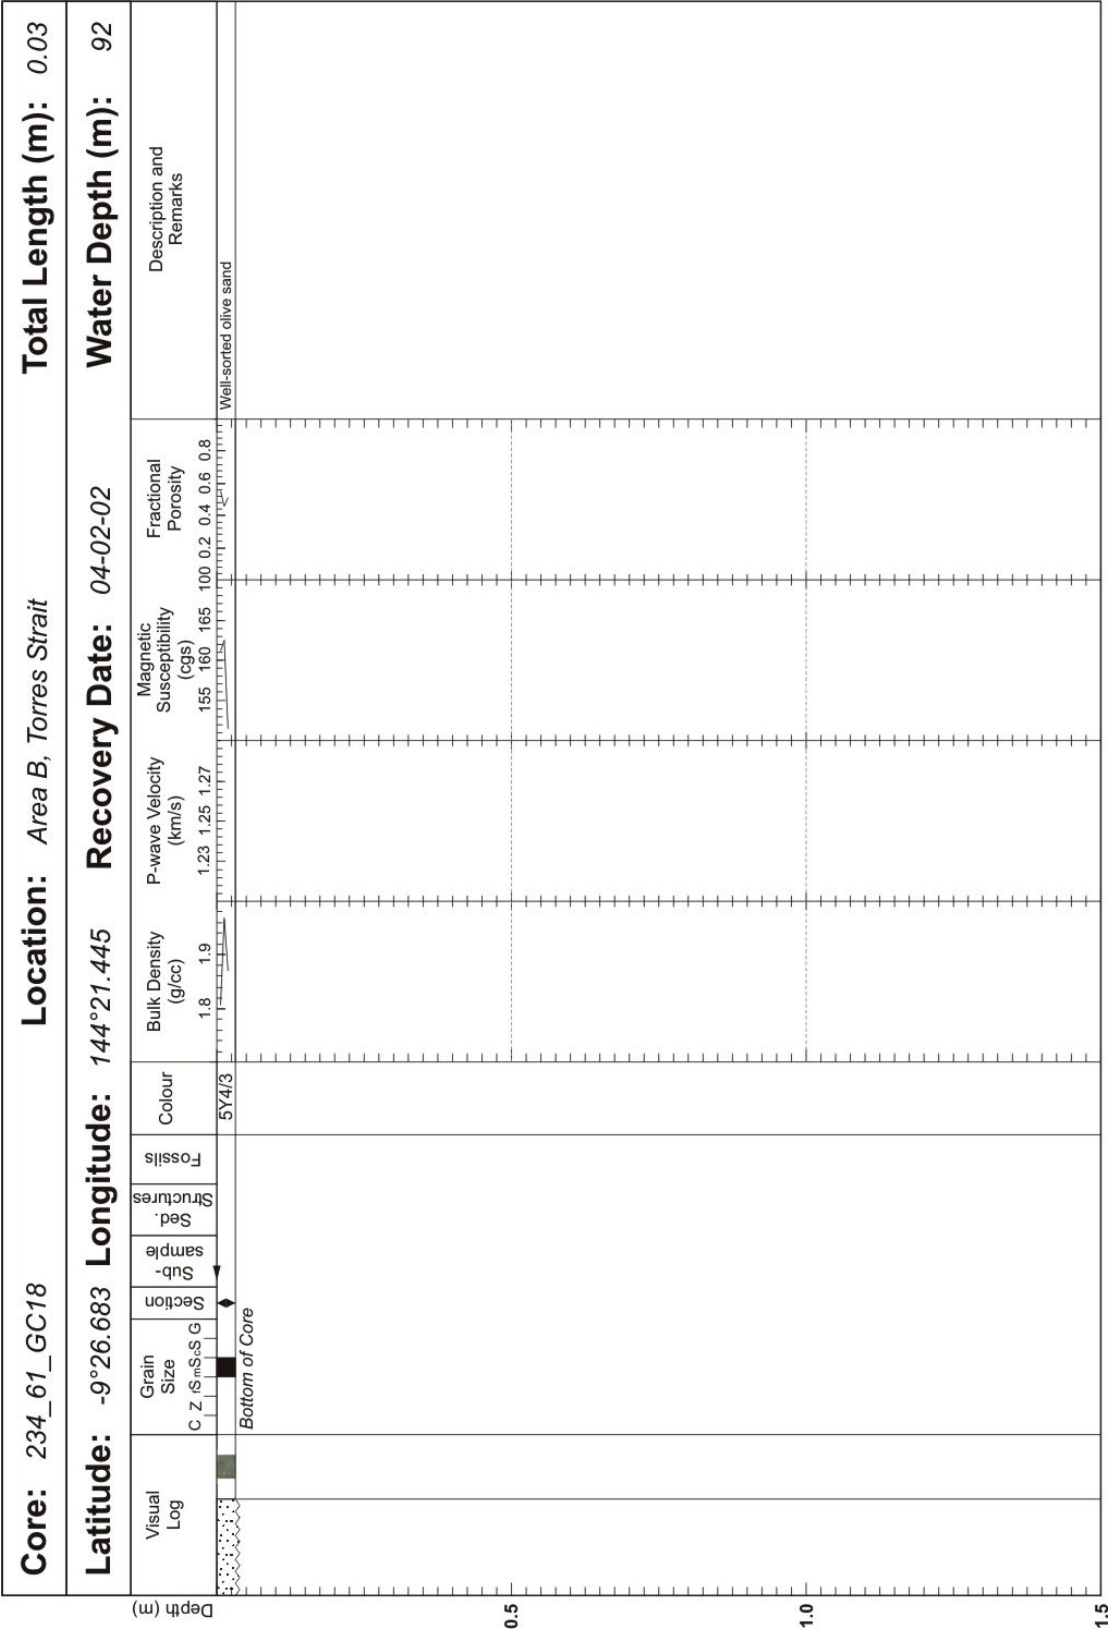 Core: 234_61_GC18 Location: Area B, Torres Strait Total Length (m): 0.03
Latitude: -9°26.683 Longitude: 144°21.445 Recovery Date: 04-02-02 Water Depth (m): 92
Depth (m)
Visual
Log
Grain
Size
C Z fS mS cS G
Section
Sub-
sample
Sed.
Structures
Fossils
Colour
Bulk Density
(g/cc)
1.8 1.9
P-wave Velocity
(km/s)
1.23 1.25 1.27
Magnetic
Susceptibility
(cgs)
155 160 165
Fractional
Porosity
100 0.2 0.4 0.6 0.8
Description and
Remarks
5Y4/3
Well-sorted olive sand
Bottom of Core
0.5
1.0
1.5